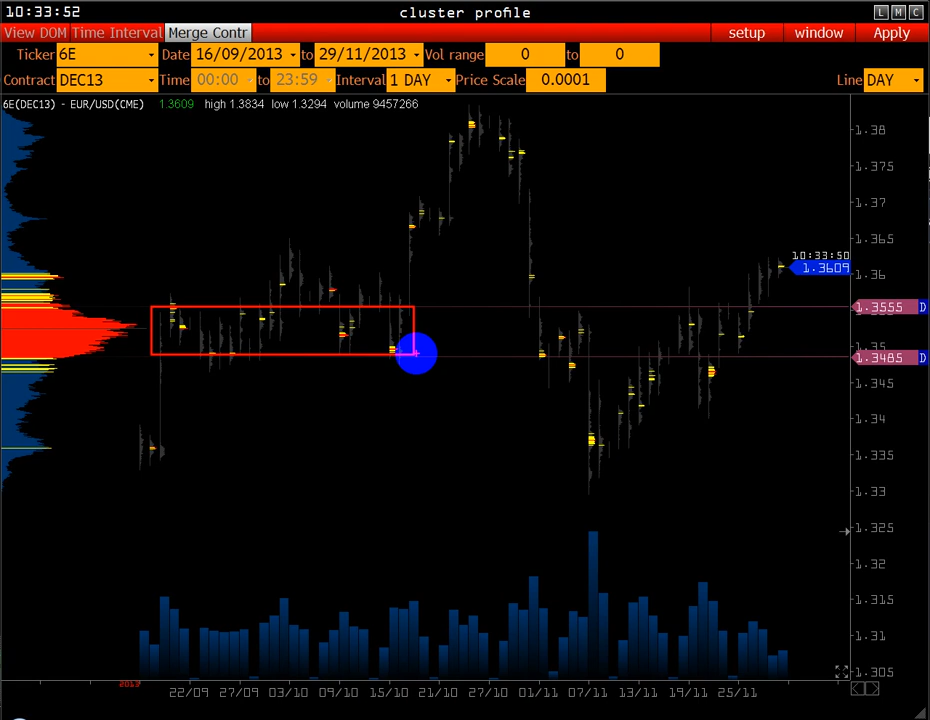 10:33:52 cluster profile L M C
View DOM Time Interval Merge Contr setup window Apply
Ticker 6E Date 16/09/2013 to 29/11/2013 Vol range 0 to 0
Contract DEC13 Time 00:00 to 23:59 Interval 1 DAY Price Scale 0.0001 Line DAY
6E(DEC13) - EUR/USD(CME) 1.3609 high 1.3834 low 1.3294 volume 9457266
1.38
1.375
1.37
1.365
10:33:50
1.3609
1.36
1.3555 D
1.35
1.3485 D
1.345
1.34
1.335
1.33
1.325
1.32
1.315
1.31
1.305
2013
22/09 27/09 03/10 09/10 15/10 21/10 27/10 01/11 07/11 13/11 19/11 25/11